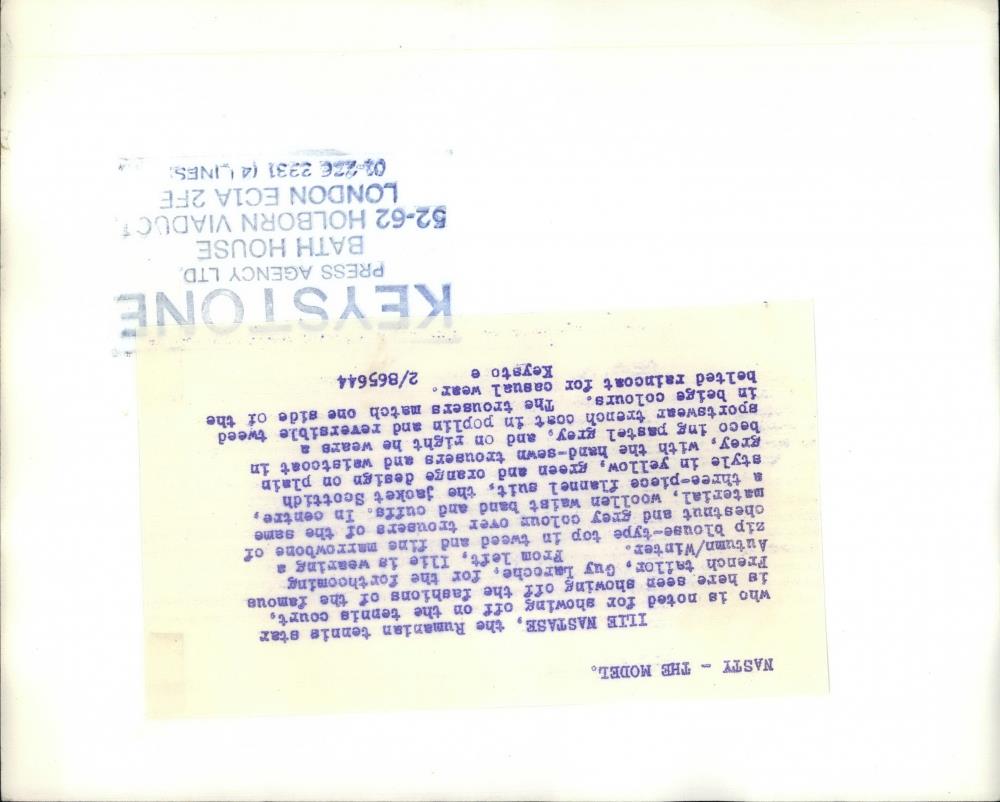 NASTY - THE MODEL.
ILIE NASTASE, the Rumanian tennis star
who is noted for showing off on the tennis court,
is here seen showing off the fashions of the famous
French tailor, Guy Laroche, for the forthcoming
Autumn/Winter. From left, Ilie is wearing a
zip blouse-type top in tweed and fine marrowbone of
chestnut and grey colour over trousers of the same
material, woollen waist band and cuffs. In centre,
a three-piece flannel suit, the jacket Scottish
style in yellow, green and orange design on plain
grey, with the hand-sewn trousers and waistcoat in
beco ing pastel grey, and on right he wears a
sportswear trench coat in poplin and reversible tweed
in beige colours. The trousers match one side of the
belted raincoat for casual wear.
Keysto e 2/865644
KEYSTONE
PRESS AGENCY LTD.
BATH HOUSE
52-62 HOLBORN VIADUCT
LONDON EC1A 2FE
(4 LINES)